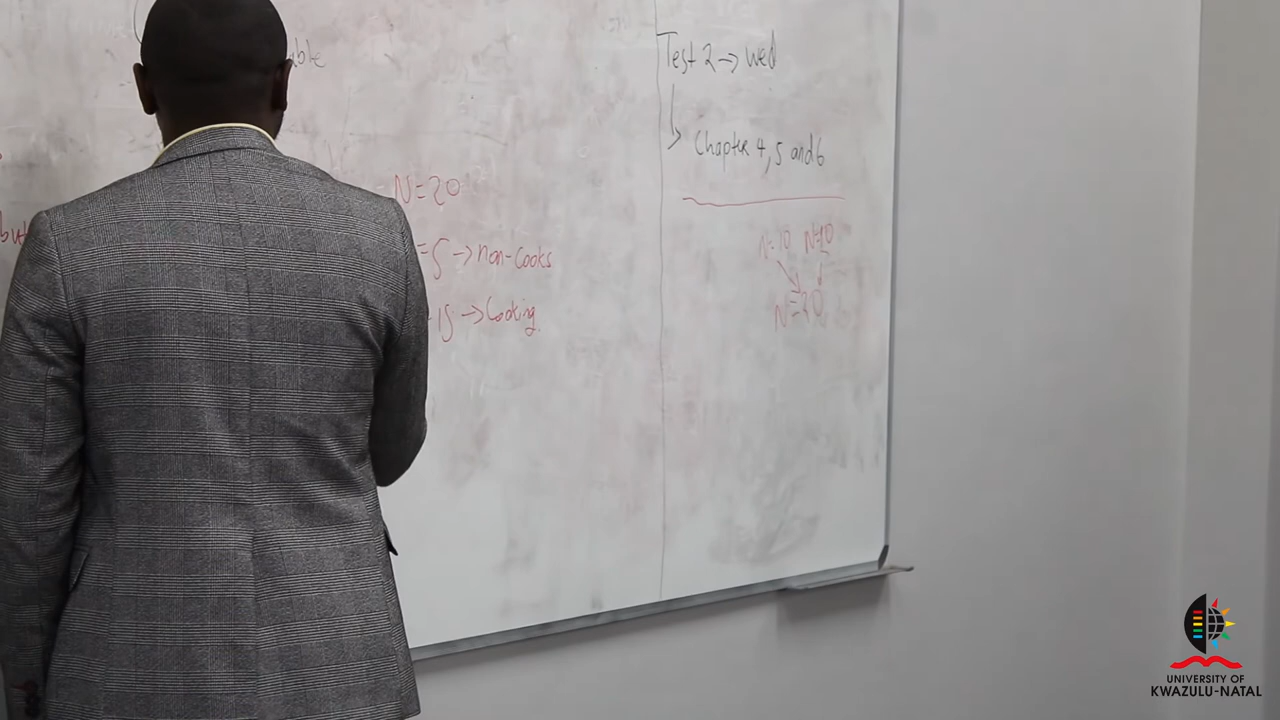 able
N=20
=5 → non-cooks
15 → Cooking
Test 2 → Wed
Chapter 4, 5 and 6
N=10 N=10
N=20
UNIVERSITY OF
KWAZULU-NATAL